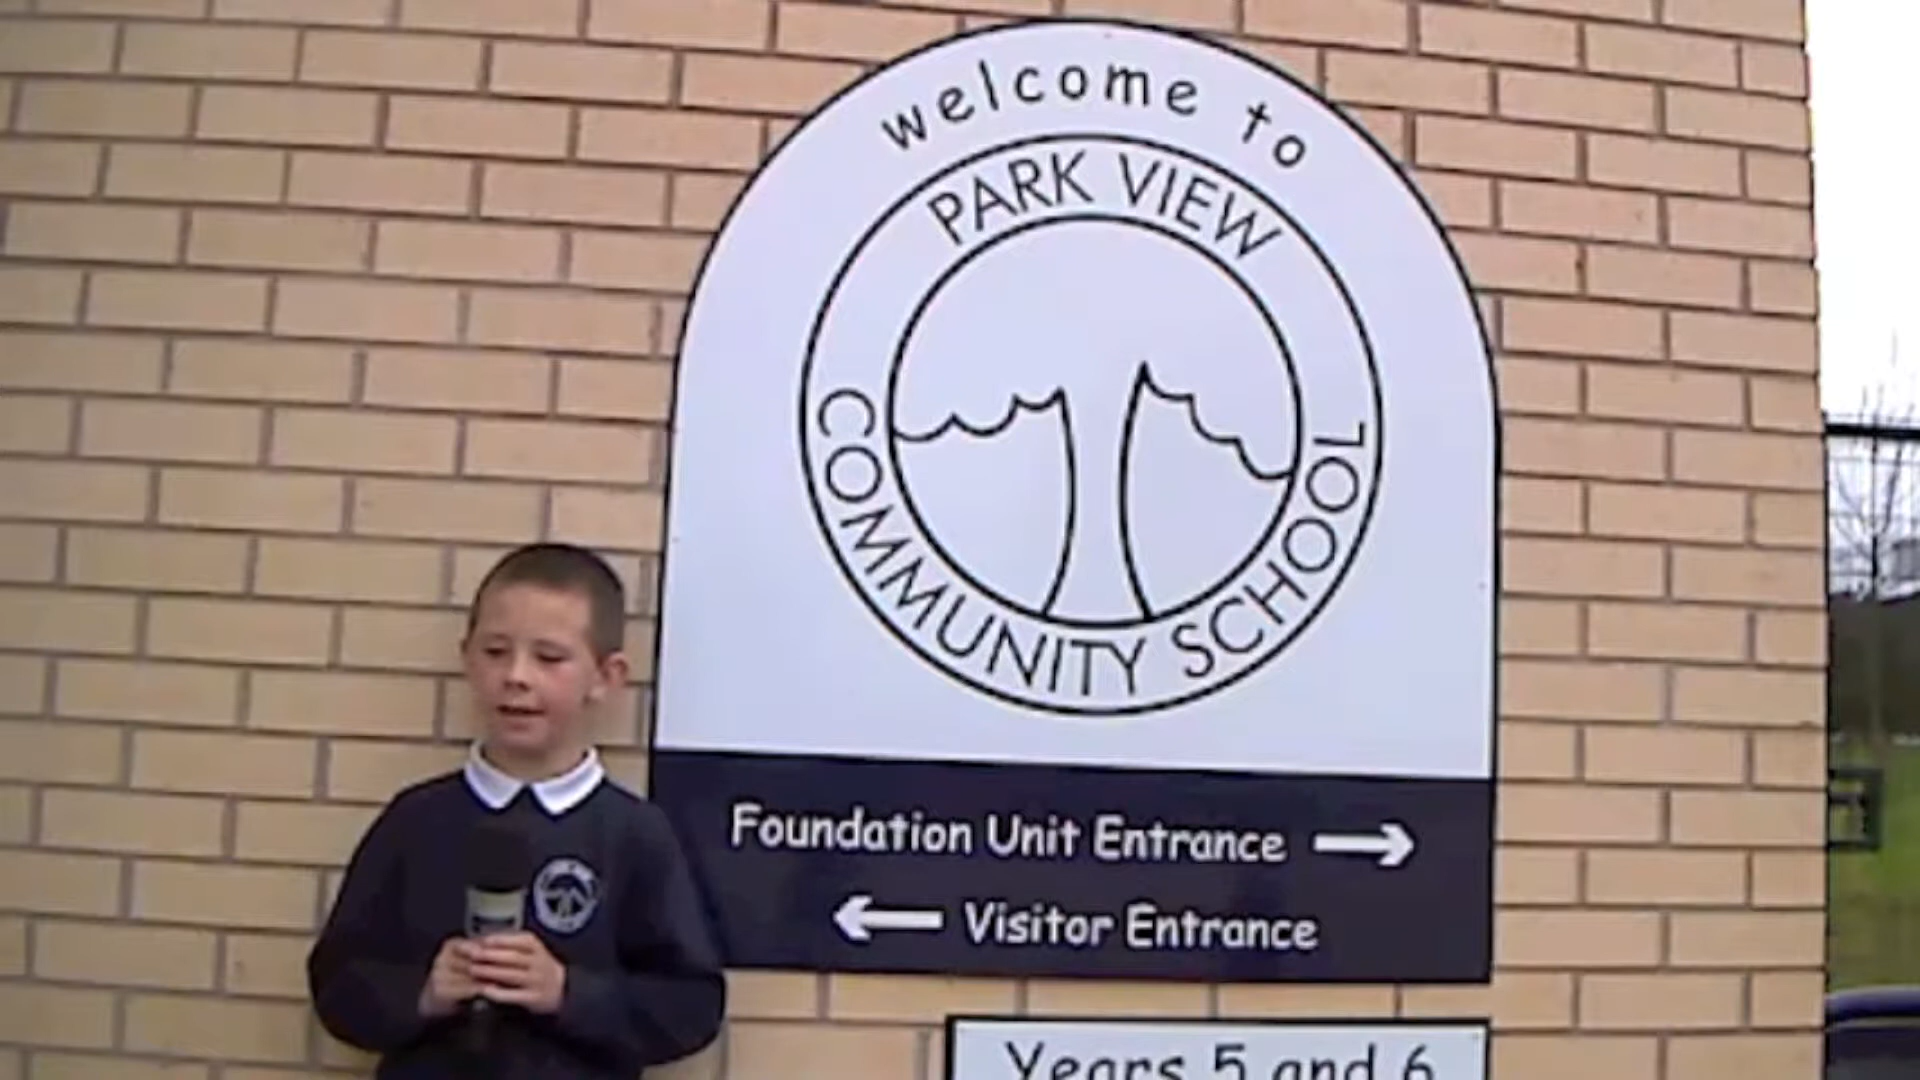 welcome to
PARK VIEW
COMMUNITY SCHOOL
Foundation Unit Entrance →
← Visitor Entrance
Years 5 and 6